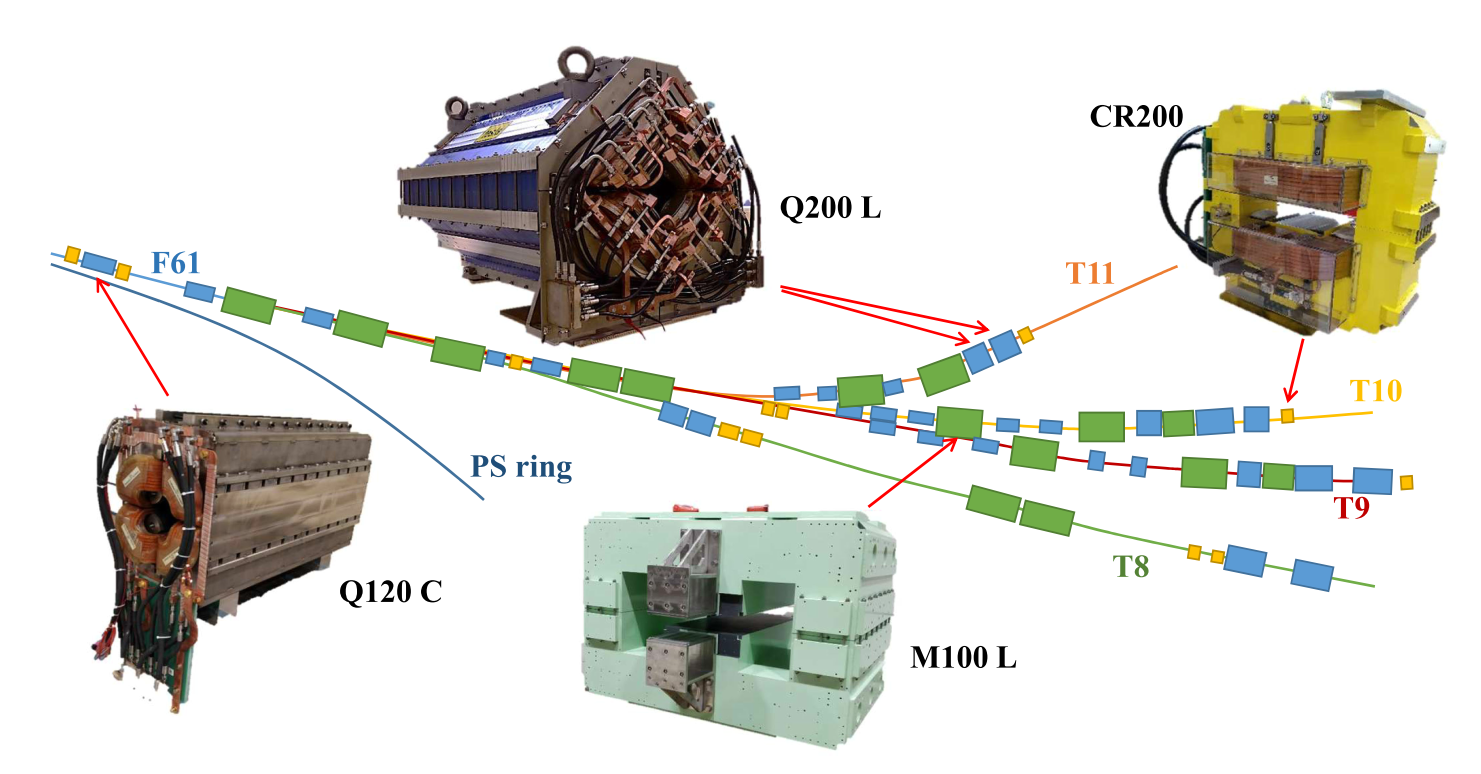 CR200
Q200 L
F61
T11
T10
PS ring
T9
T8
Q120 C
M100 L